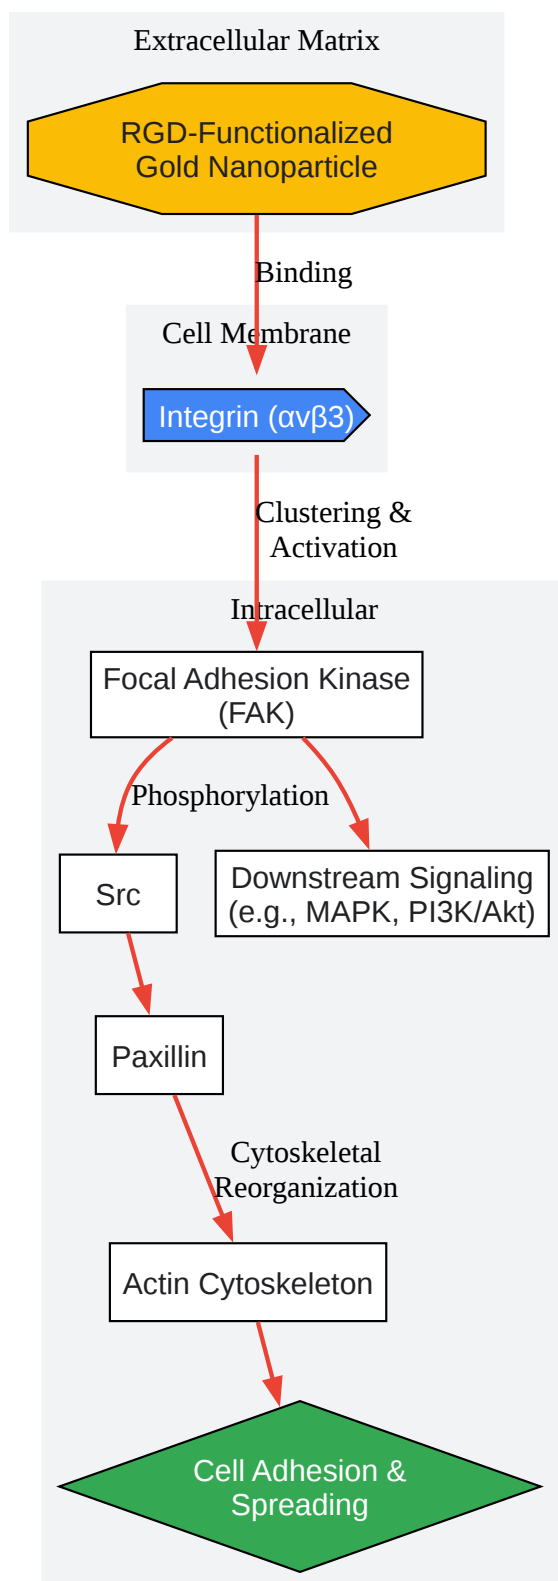 Extracellular Matrix
RGD-Functionalized
Gold Nanoparticle
Binding
Cell Membrane
Integrin (αvβ3)
Clustering &
Activation
Intracellular
Focal Adhesion Kinase
(FAK)
Phosphorylation
Src
Downstream Signaling
(e.g., MAPK, PI3K/Akt)
Paxillin
Cytoskeletal
Reorganization
Actin Cytoskeleton
Cell Adhesion &
Spreading